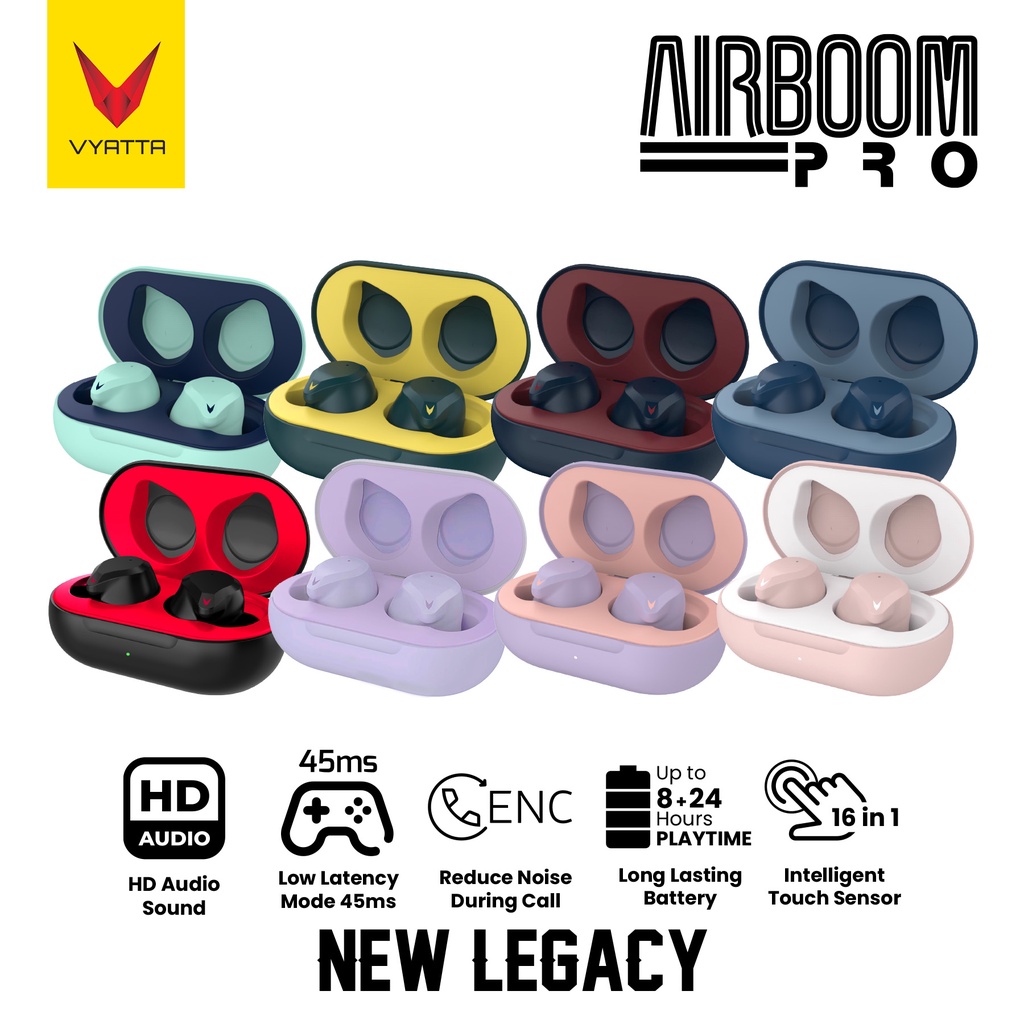 VYATTA
AIRBOOM
PRO
HD
AUDIO
HD Audio
Sound
45ms
Low Latency
Mode 45ms
ENC
Reduce Noise
During Call
Up to
8+24
Hours
PLAYTIME
Long Lasting
Battery
16 in 1
Intelligent
Touch Sensor
NEW LEGACY